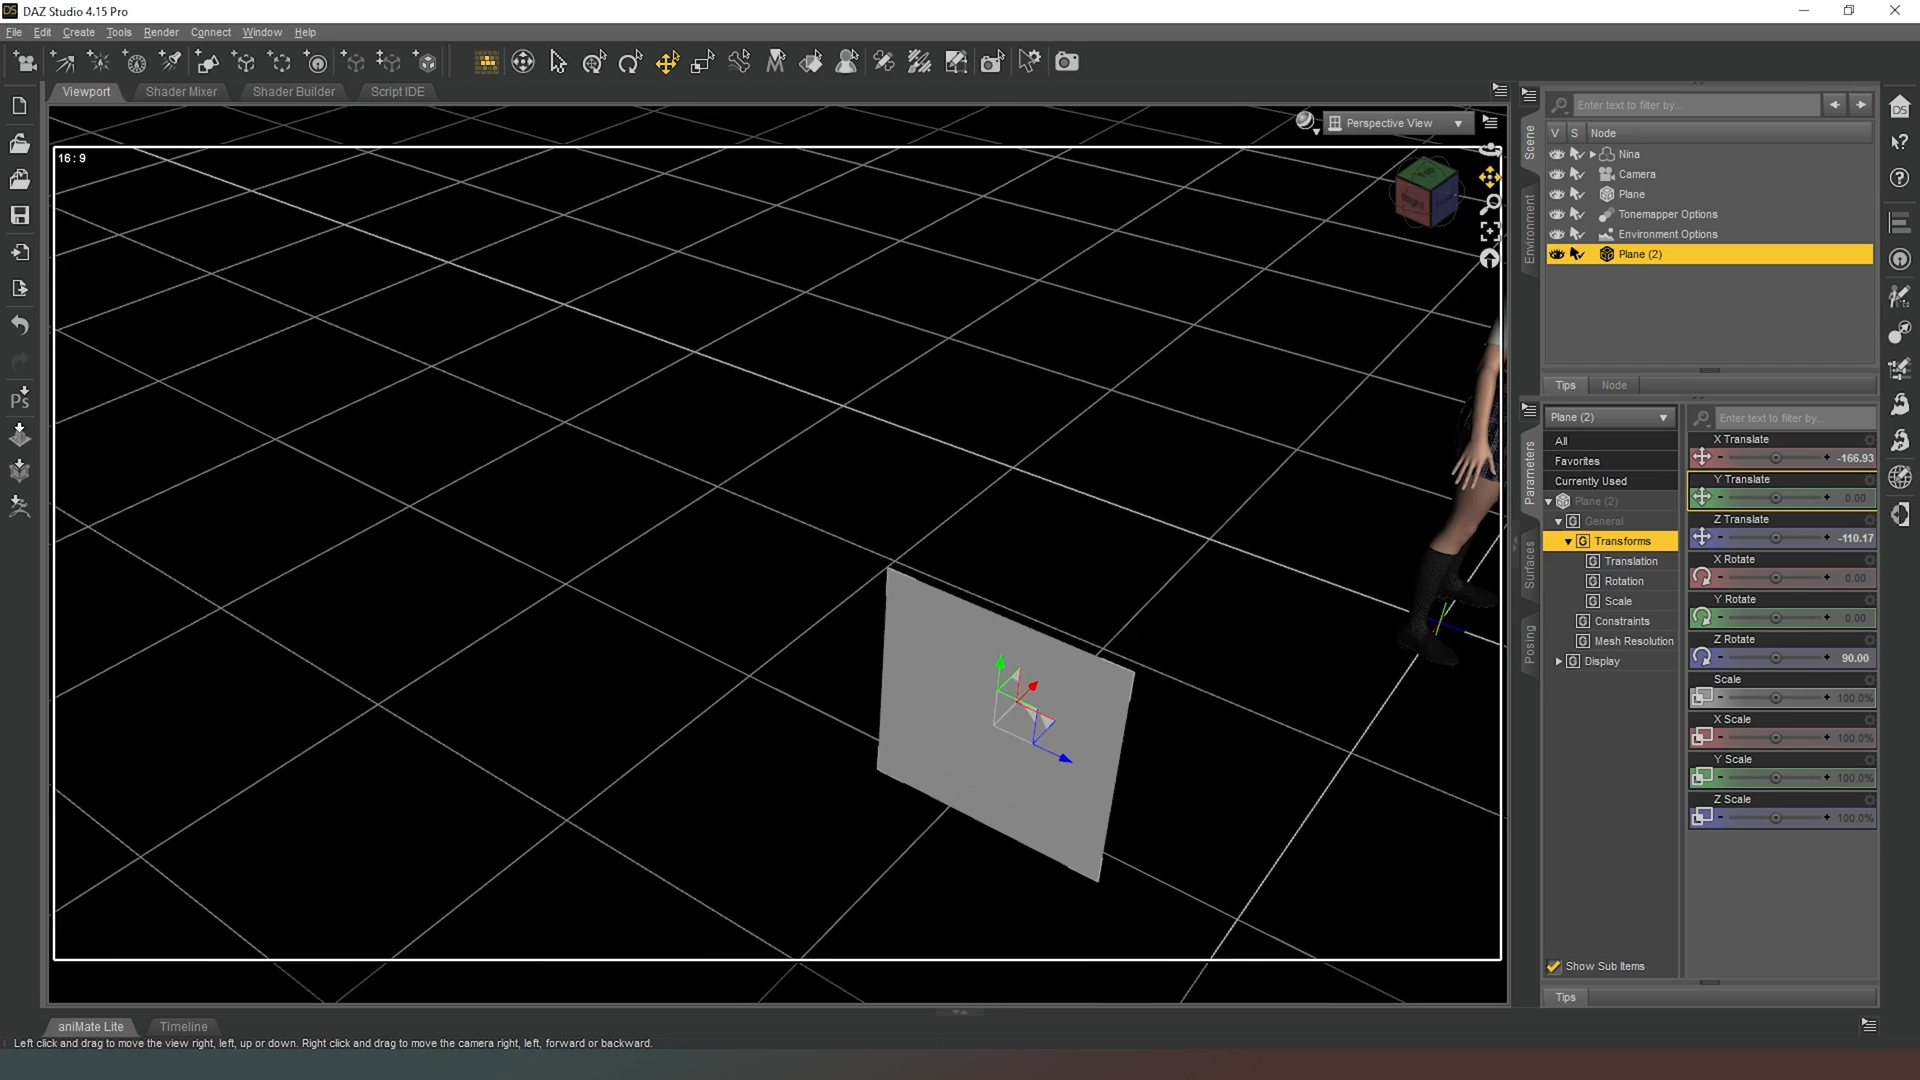 DAZ Studio 4.15 Pro
File Edit Create Tools Render Connect Window Help
Viewport Shader Mixer Shader Builder Script IDE
16 : 9
Perspective View
Right
Enter text to filter by...
V S Node
Nina
Camera
Plane
Tonemapper Options
Environment Options
Plane (2)
Scene
Environment
Tips Node
Plane (2)
Enter text to filter by...
All
Favorites
Currently Used
Plane (2)
General
Transforms
Translation
Rotation
Scale
Constraints
Mesh Resolution
Display
Show Sub Items
Parameters
Surfaces
Posing
X Translate
-166.93
Y Translate
0.00
Z Translate
-110.17
X Rotate
0.00
Y Rotate
0.00
Z Rotate
90.00
Scale
100.0%
X Scale
100.0%
Y Scale
100.0%
Z Scale
100.0%
Tips
Ps
DS
aniMate Lite Timeline
Left click and drag to move the view right, left, up or down. Right click and drag to move the camera right, left, forward or backward.